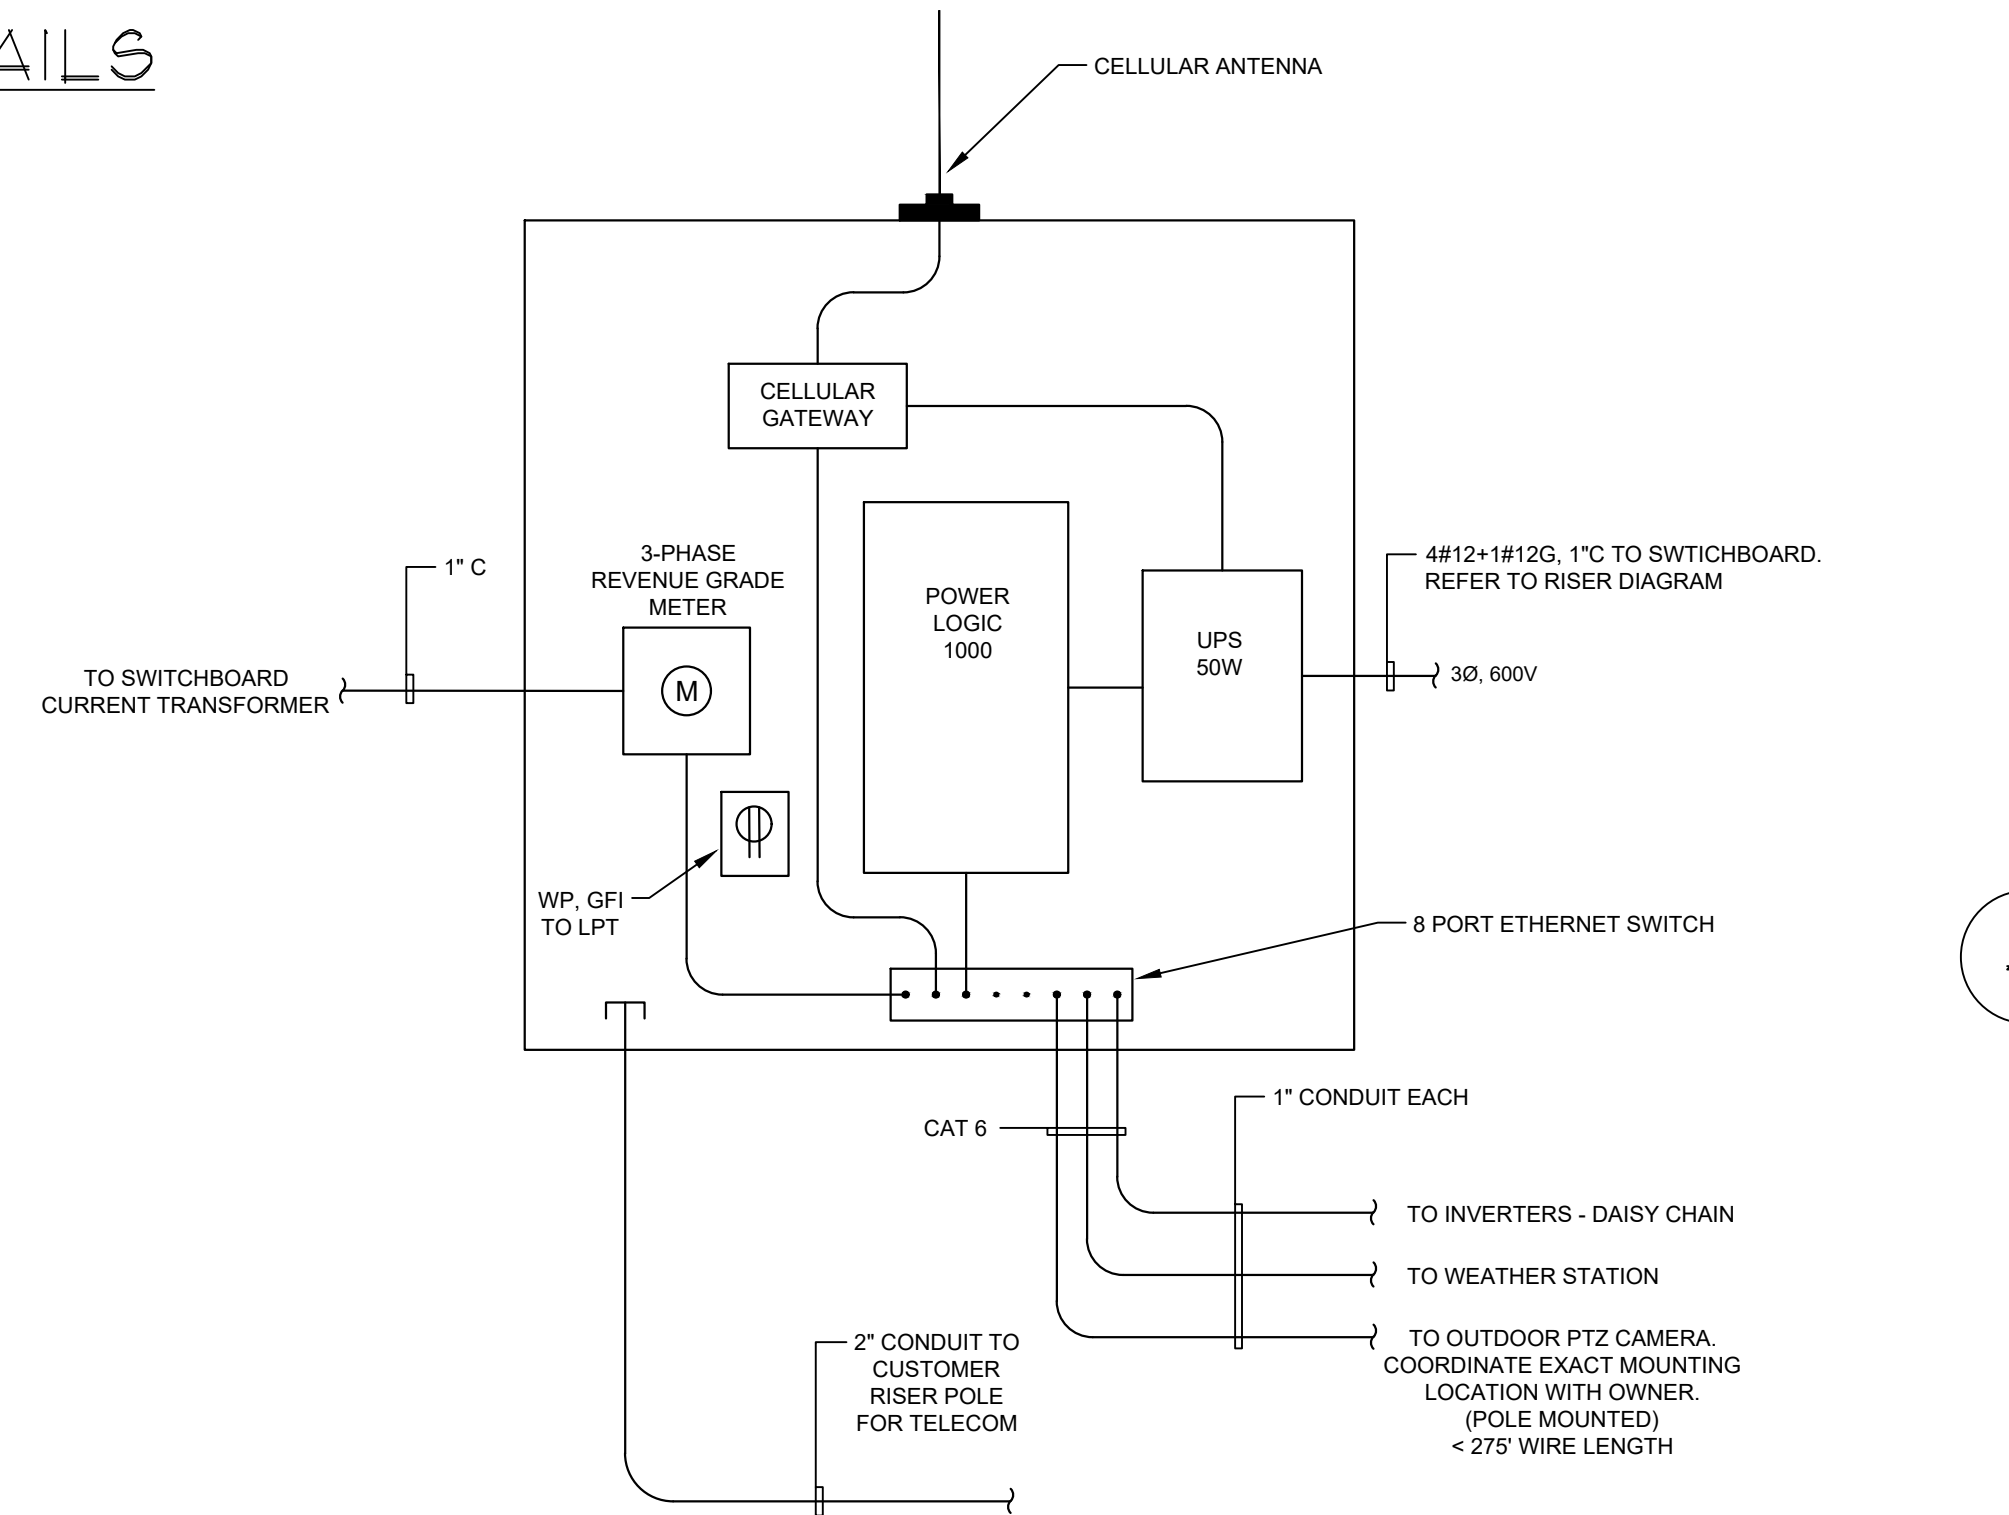 AILS
CELLULAR ANTENNA
CELLULAR
GATEWAY
3-PHASE
REVENUE GRADE
METER
M
1" C
TO SWITCHBOARD
CURRENT TRANSFORMER
POWER
LOGIC
1000
UPS
50W
4#12+1#12G, 1"C TO SWTICHBOARD.
REFER TO RISER DIAGRAM
3Ø, 600V
WP, GFI
TO LPT
8 PORT ETHERNET SWITCH
1" CONDUIT EACH
CAT 6
TO INVERTERS - DAISY CHAIN
TO WEATHER STATION
TO OUTDOOR PTZ CAMERA.
COORDINATE EXACT MOUNTING
LOCATION WITH OWNER.
(POLE MOUNTED)
< 275' WIRE LENGTH
2" CONDUIT TO
CUSTOMER
RISER POLE
FOR TELECOM